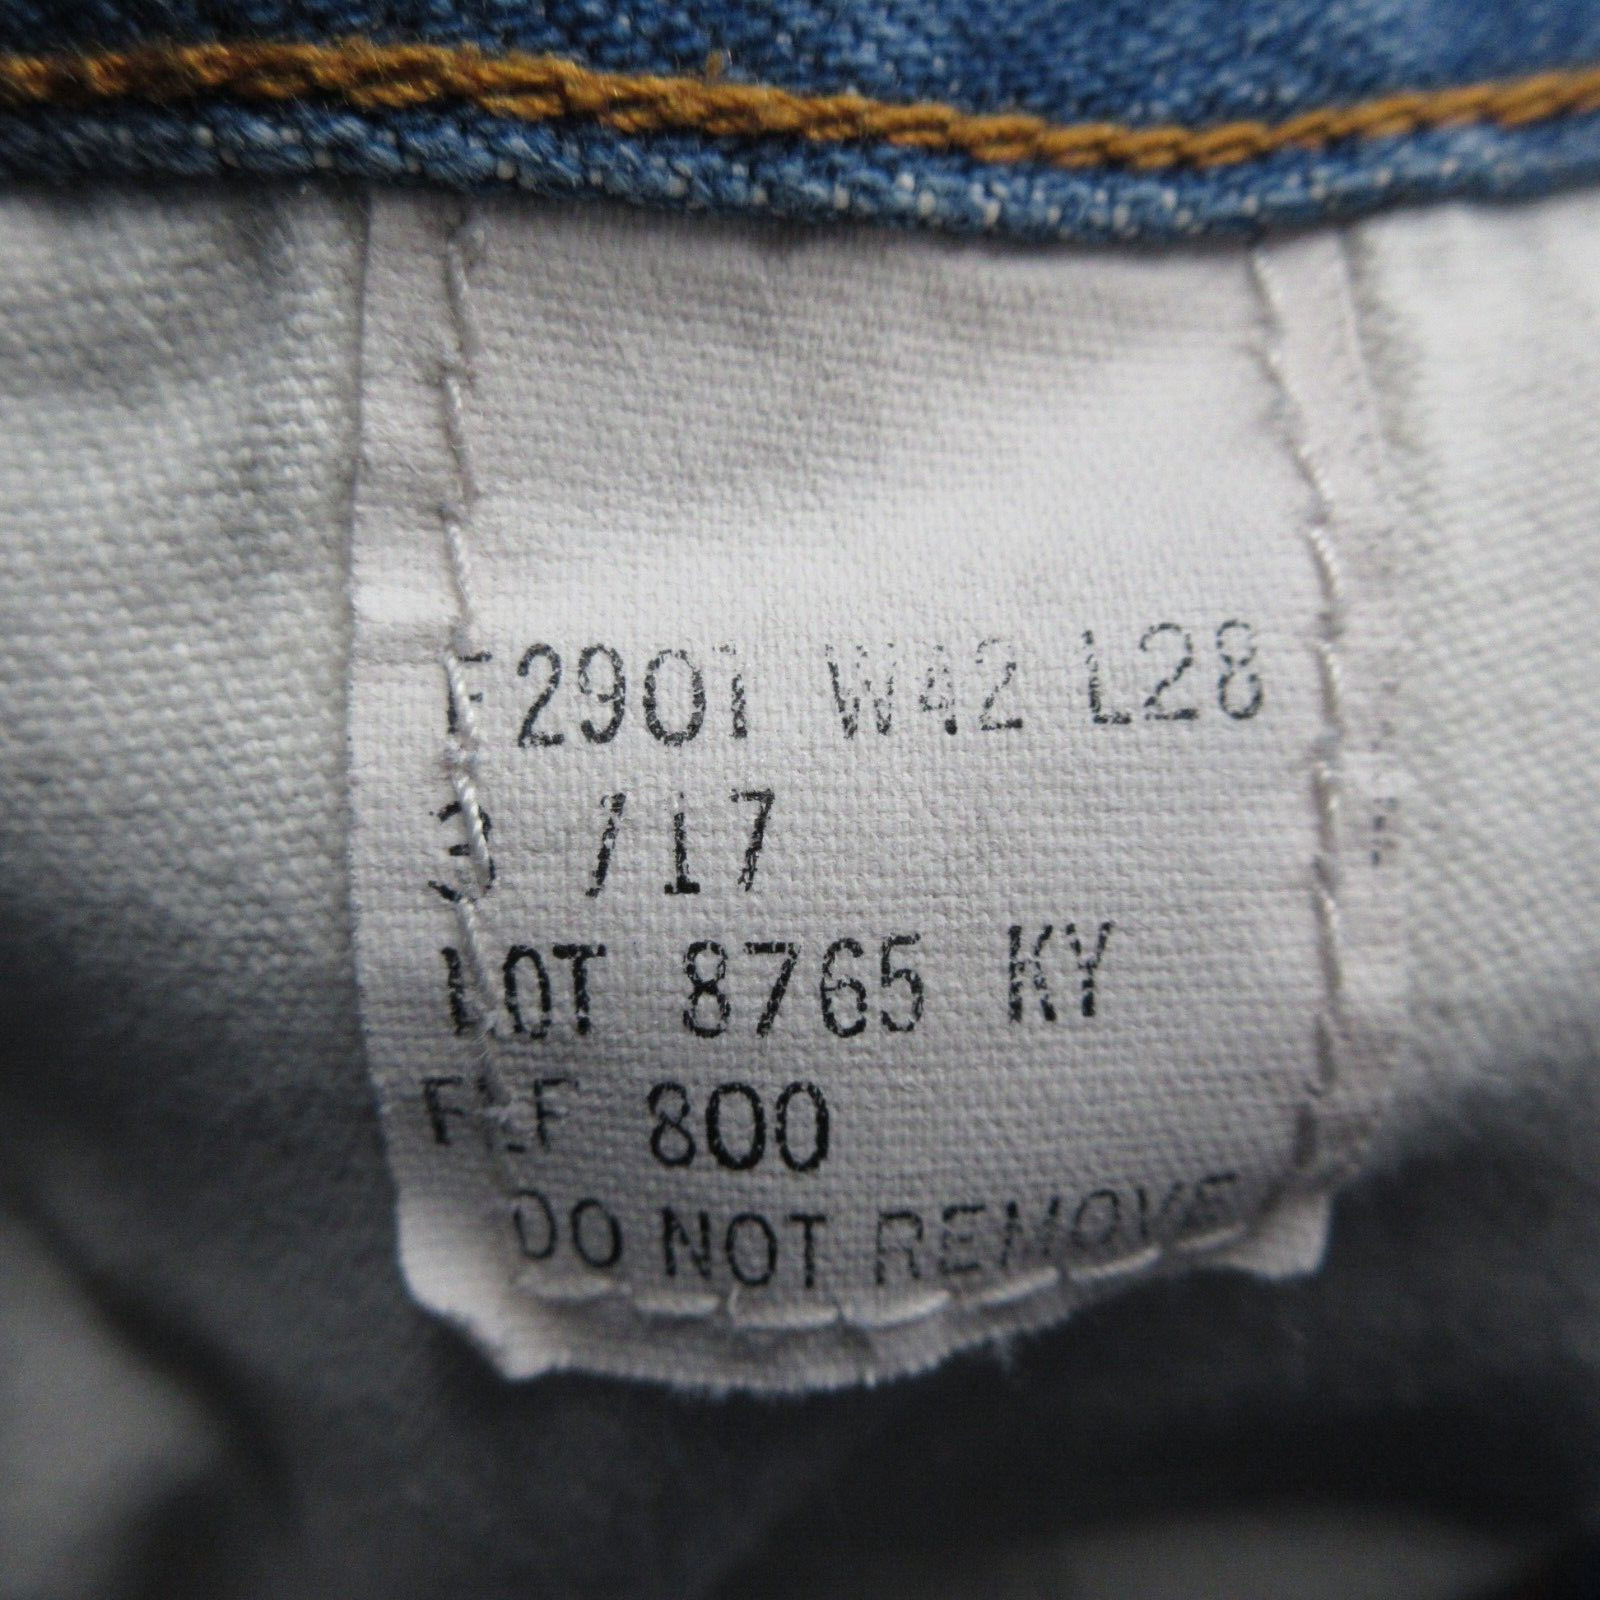 F2901 W42 L28
3 /17
LOT 8765 KY
800
DO NOT REMOVE